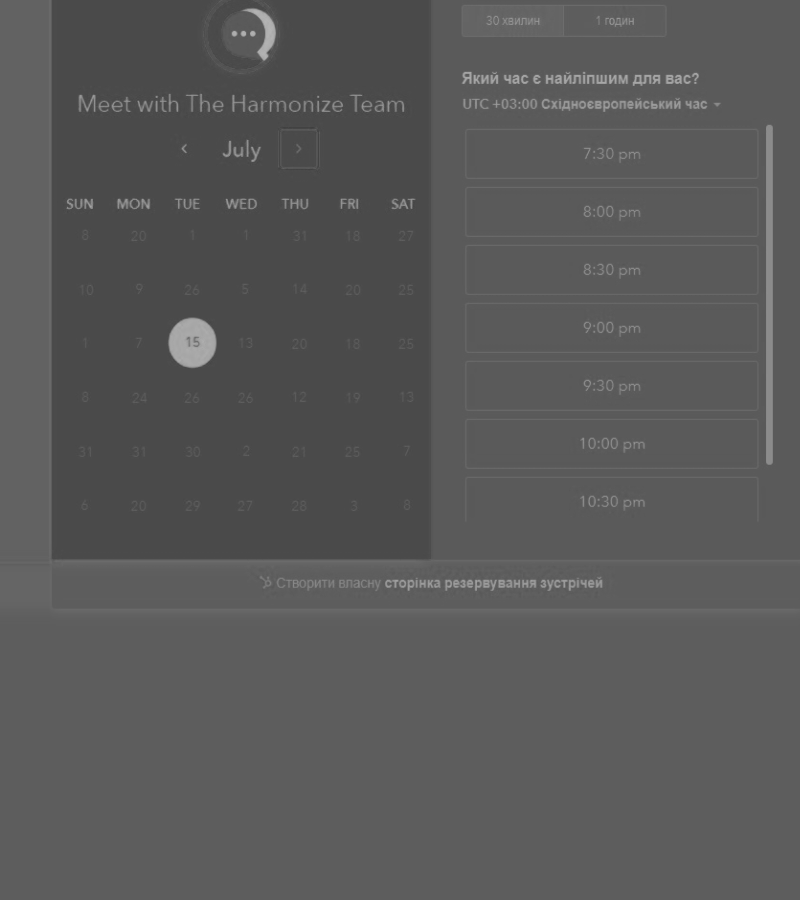 30 хвилин 1 годин
Який час є найліпшим для вас?
UTC +03:00 Східноєвропейський час
Meet with The Harmonize Team
July
SUN MON TUE WED THU FRI SAT
8 20 1 1 31 18 27
10 9 26 5 14 20 25
1 7 15 13 20 18 25
8 24 26 26 12 19 13
31 31 30 2 21 25 7
6 20 29 27 28 3 8
7:30 pm
8:00 pm
8:30 pm
9:00 pm
9:30 pm
10:00 pm
10:30 pm
Створити власну сторінка резервування зустрічей